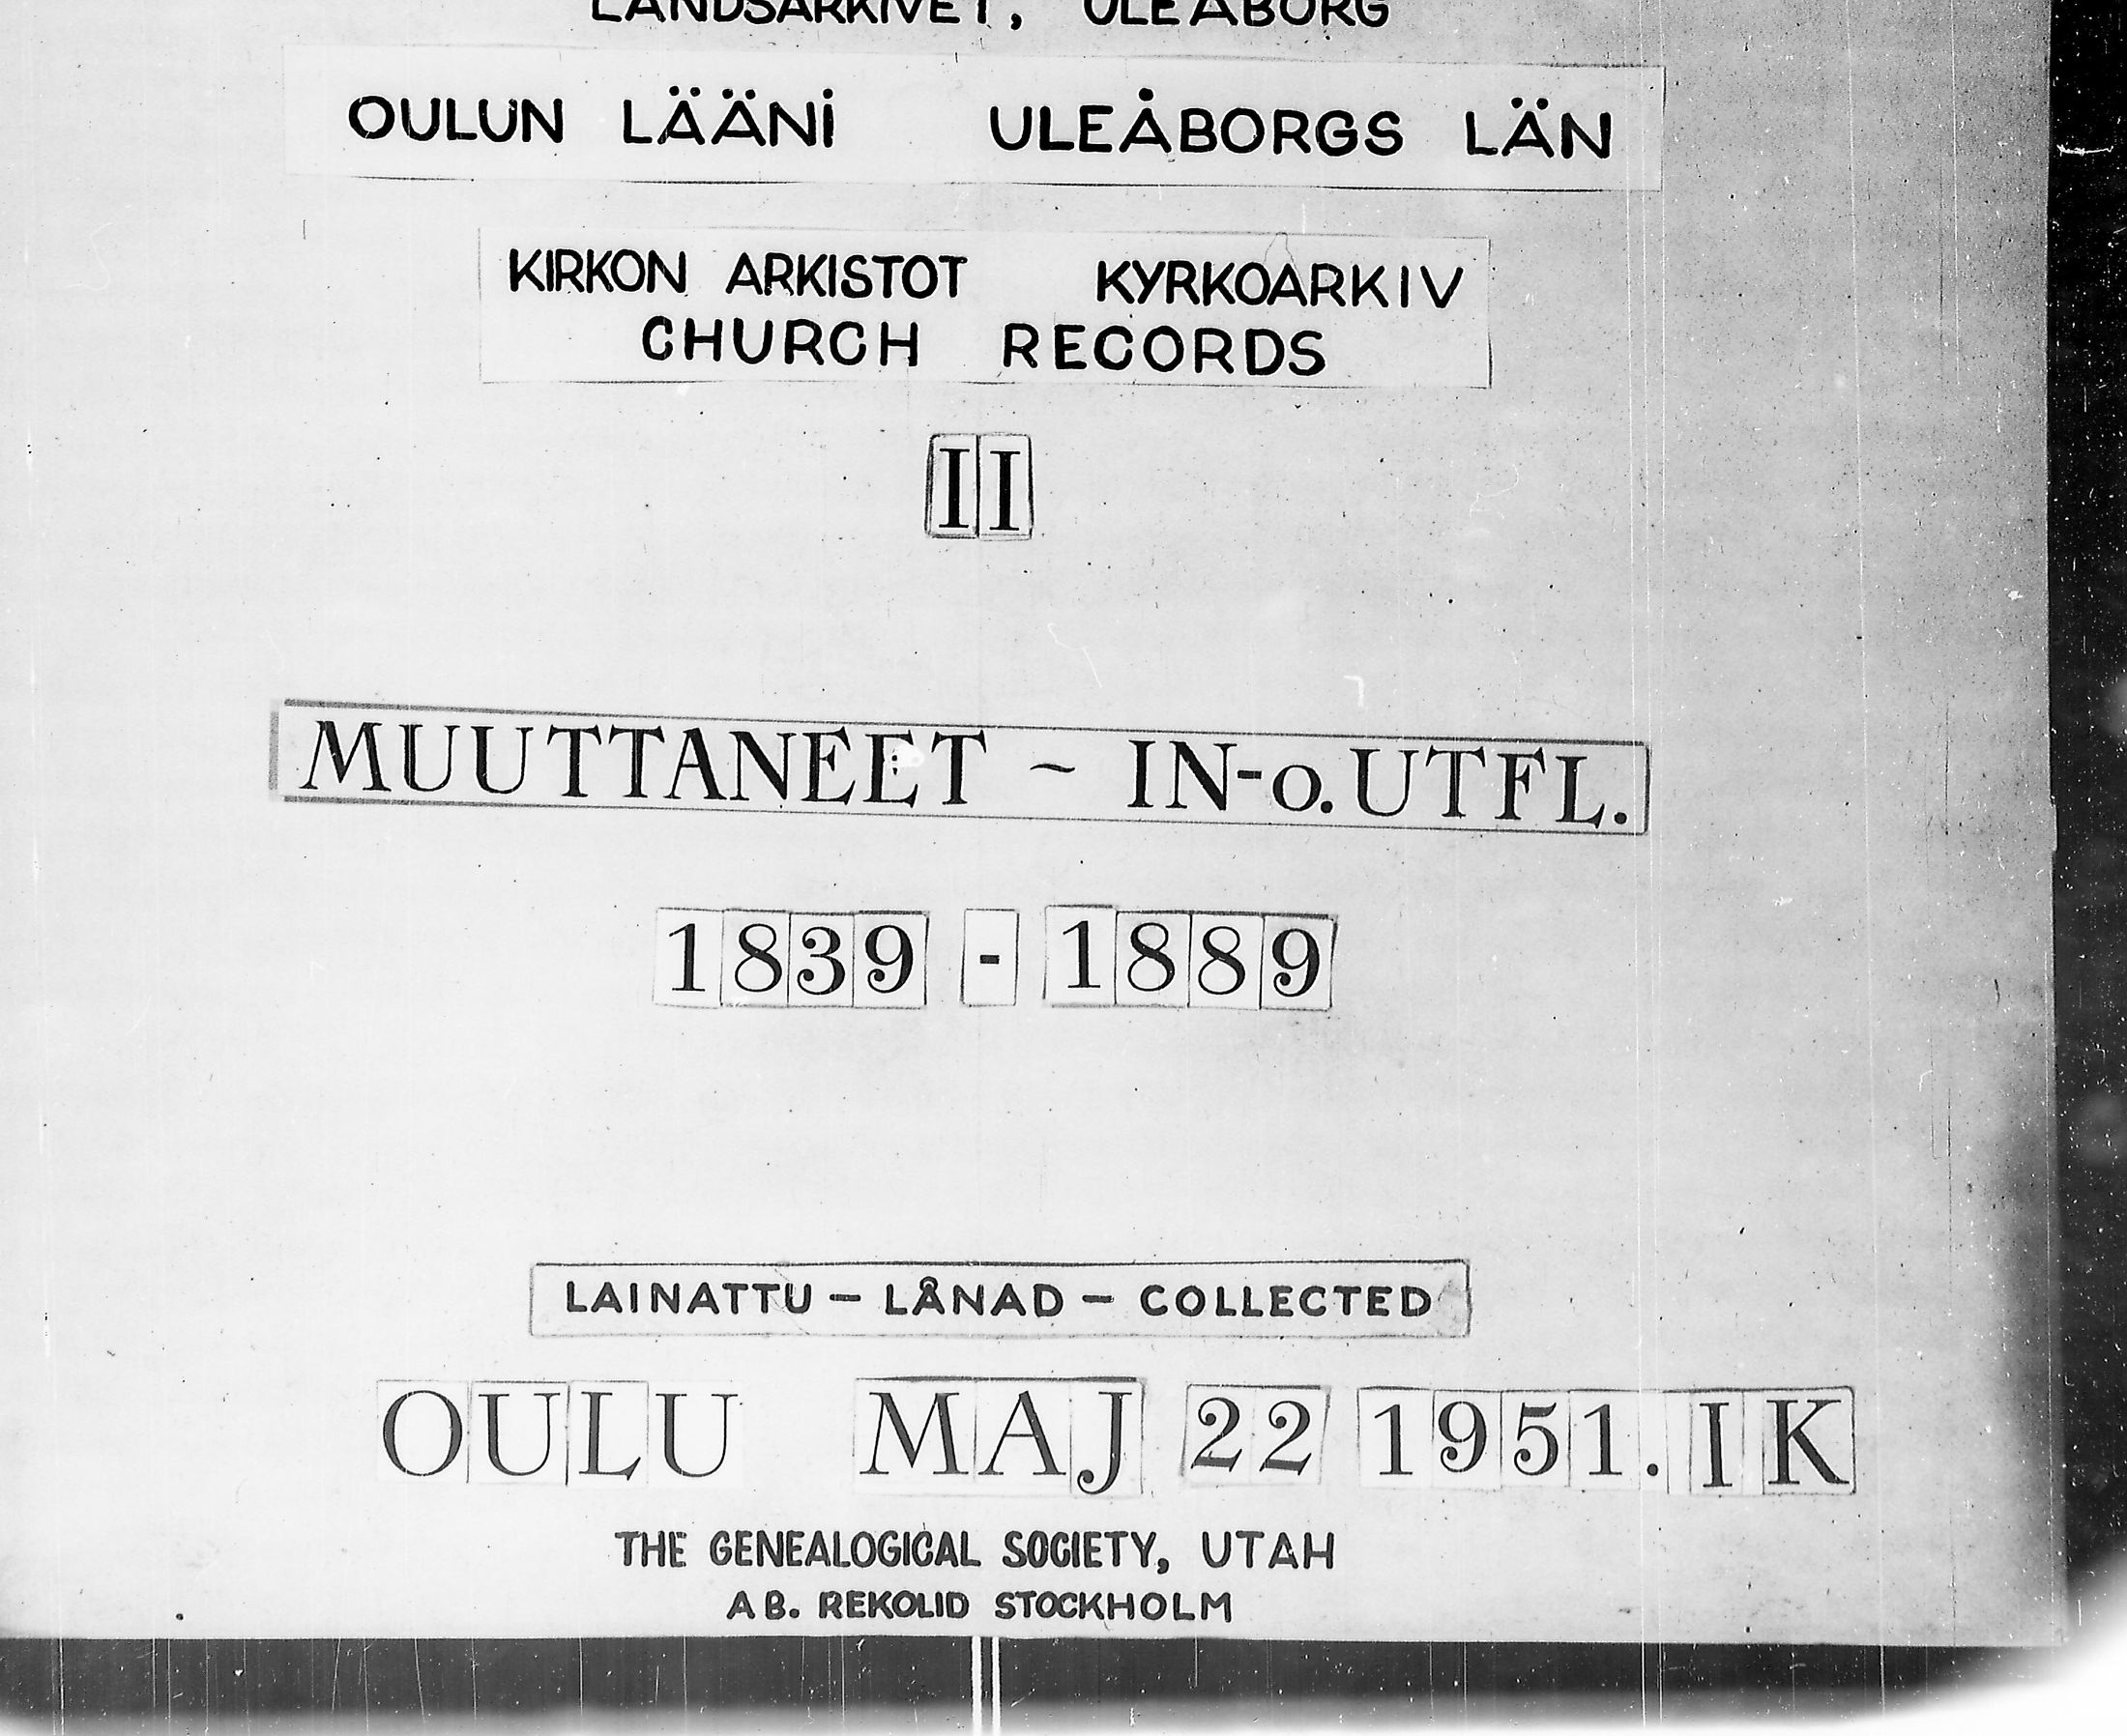 LANDSARKIVET, ULEÅBORG
OULUN LÄÄNI ULEÅBORGS LÄN
KIRKON ARKISTOT KYRKOARKIV
CHURCH RECORDS
II
MUUTTANEET ~ IN-o.UTFL.
1839 - 1889
LAINATTU - LÅNAD - COLLECTED
OULU MAJ 22 1951. IK
THE GENEALOGICAL SOCIETY, UTAH
AB. REKOLID STOCKHOLM